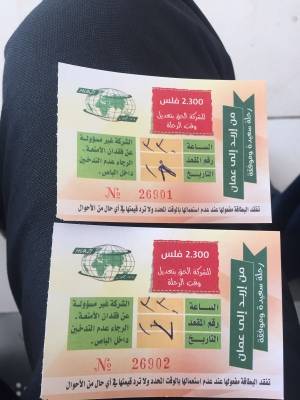 2.300 فلس
للشركة الحق بتعديل
وقت الرحلة
رحلة سعيدة وموفقة
من إربد إلى عمان
الشركة غير مسؤولة
عن فقدان الأمتعة.
الرجاء عدم التدخين
داخل الباص.
الساعة
رقم المقعد
التاريخ
№ 26901
تفقد البطاقة مفعولها عند عدم استعمالها بالوقت المحدد ولا ترد قيمتها في أي حال من الأحوال
2.300 فلس
للشركة الحق بتعديل
وقت الرحلة
رحلة سعيدة وموفقة
من إربد إلى عمان
الشركة غير مسؤولة
عن فقدان الأمتعة.
الرجاء عدم التدخين
داخل الباص.
الساعة
رقم المقعد
التاريخ
№ 26902
تفقد البطاقة مفعولها عند عدم استعمالها بالوقت المحدد ولا ترد قيمتها في أي حال من الأحوال